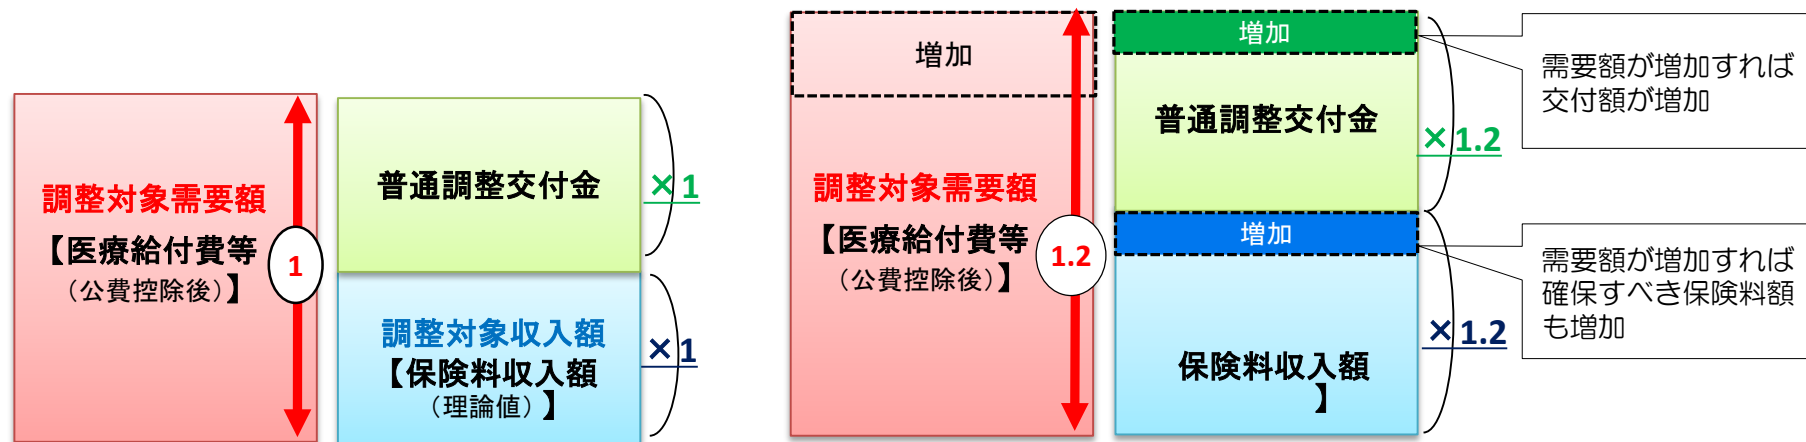 調整対象需要額
【医療給付費等
（公費控除後）】
1
普通調整交付金
×1
調整対象収入額
【保険料収入額
（理論値）】
×1
増加
調整対象需要額
【医療給付費等
（公費控除後）】
1.2
増加
普通調整交付金
×1.2
増加
保険料収入額
】
×1.2
需要額が増加すれば
交付額が増加
需要額が増加すれば
確保すべき保険料額
も増加